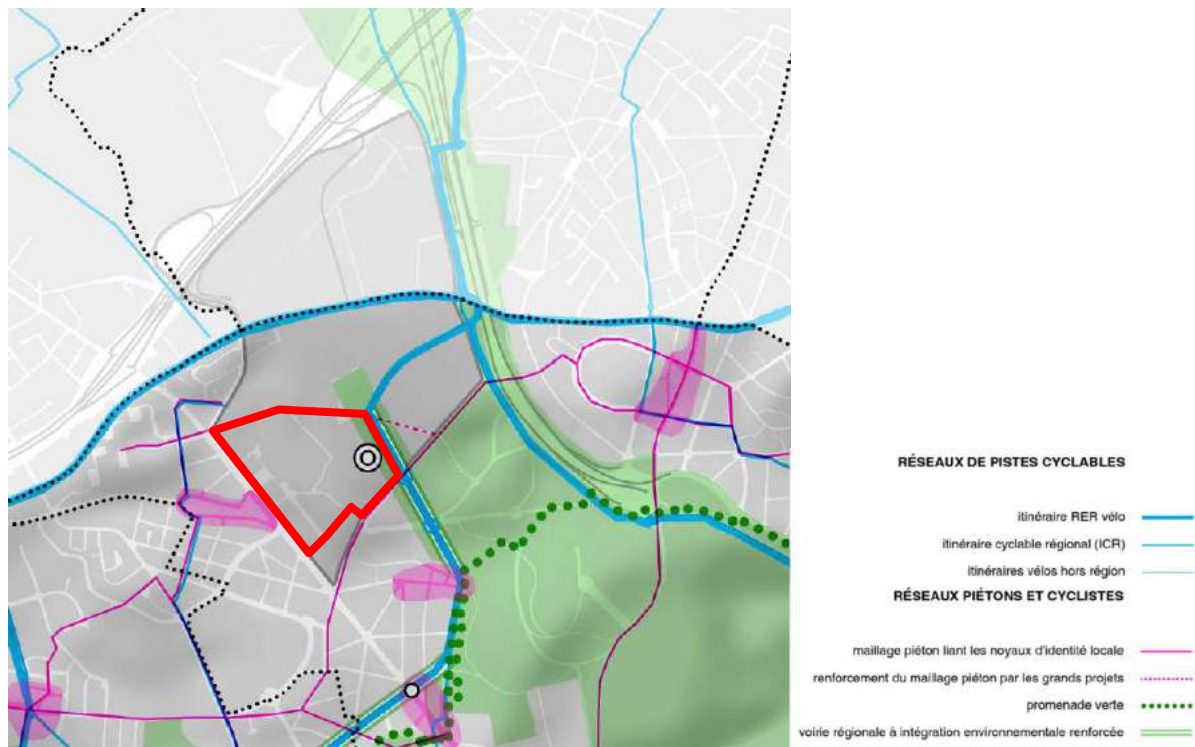 RÉSEAUX DE PISTES CYCLABLES
itinéraire RER vélo
itinéraire cyclable régional (ICR)
itinéraires vélos hors région
RÉSEAUX PIÉTONS ET CYCLISTES
maillage piéton liant les noyaux d'identité locale
renforcement du maillage piéton par les grands projets
promenade verte
voirie régionale à intégration environnementale renforcée